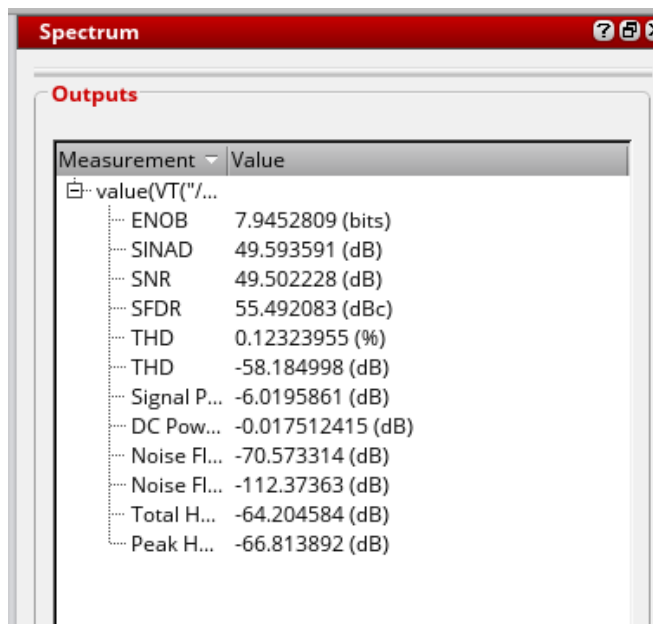 Spectrum
Outputs
Measurement Value
value(VT("/...
ENOB 7.9452809 (bits)
SINAD 49.593591 (dB)
SNR 49.502228 (dB)
SFDR 55.492083 (dBc)
THD 0.12323955 (%)
THD -58.184998 (dB)
Signal P... -6.0195861 (dB)
DC Pow... -0.017512415 (dB)
Noise Fl... -70.573314 (dB)
Noise Fl... -112.37363 (dB)
Total H... -64.204584 (dB)
Peak H... -66.813892 (dB)